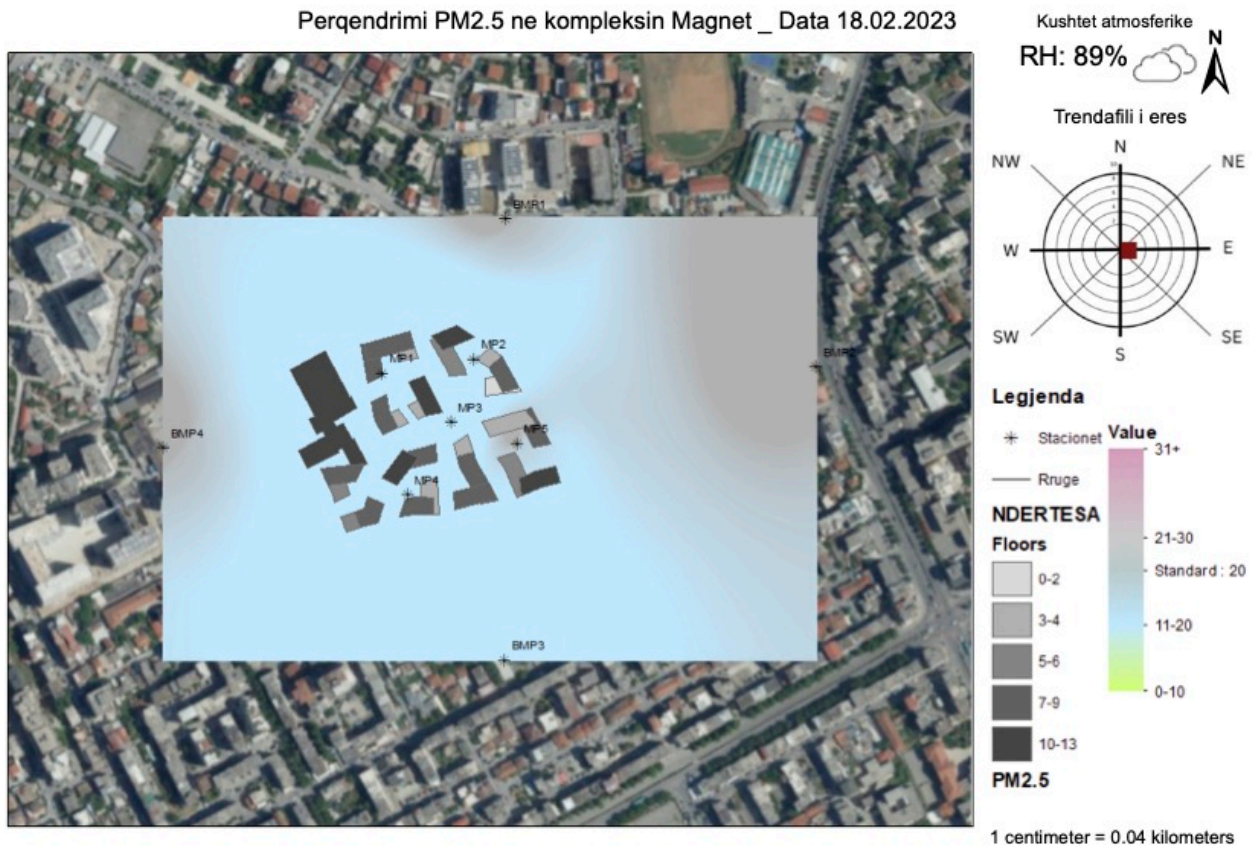 Perqendrimi PM2.5 ne kompleksin Magnet _ Data 18.02.2023
Kushtet atmosferike
RH: 89%
N
Trendafili i eres
N
NW
NE
W
E
SW
SE
S
BMR1
BMP2
MP2
MP1
MP3
BMP4
MP5
MP4
BMP3
Legjenda
Stacionet
Rruge
NDERTESA
Floors
0-2
3-4
5-6
7-9
10-13
PM2.5
Value
31+
21-30
Standard : 20
11-20
0-10
1 centimeter = 0.04 kilometers